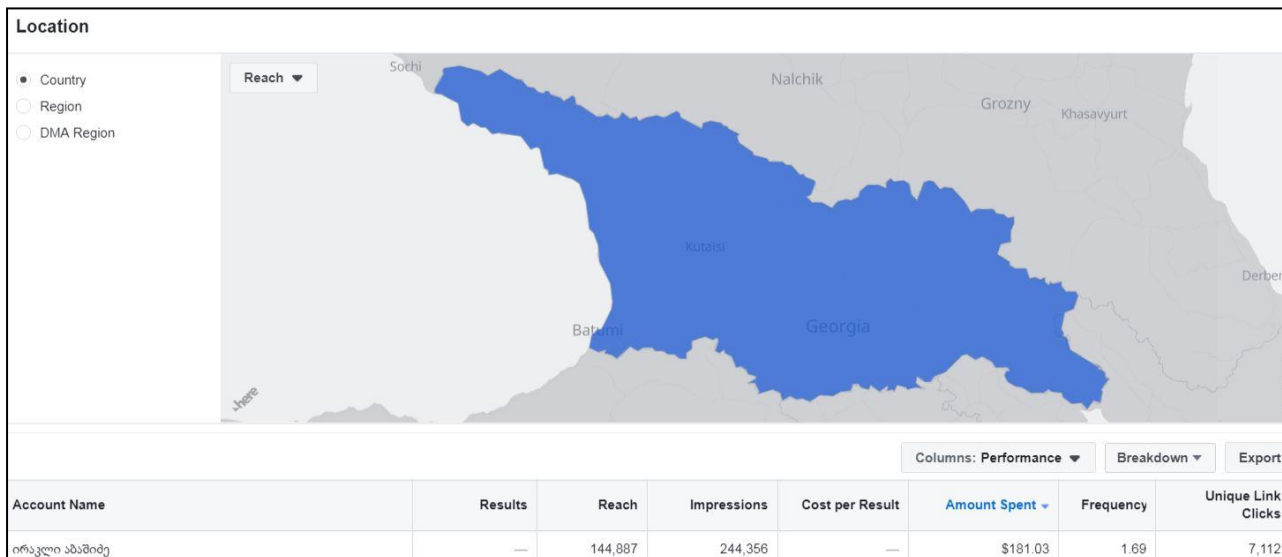 Location
Country
Region
DMA Region
Reach
Sochi
Nalchik
Grozny
Khasavyurt
Kutaisi
Derber
Batumi
Georgia
here
Columns: Performance
Breakdown
Export
Account Name Results Reach Impressions Cost per Result Amount Spent Frequency Unique Link
Clicks
ირაკლი აბაშიძე — 144,887 244,356 — $181.03 1.69 7,112